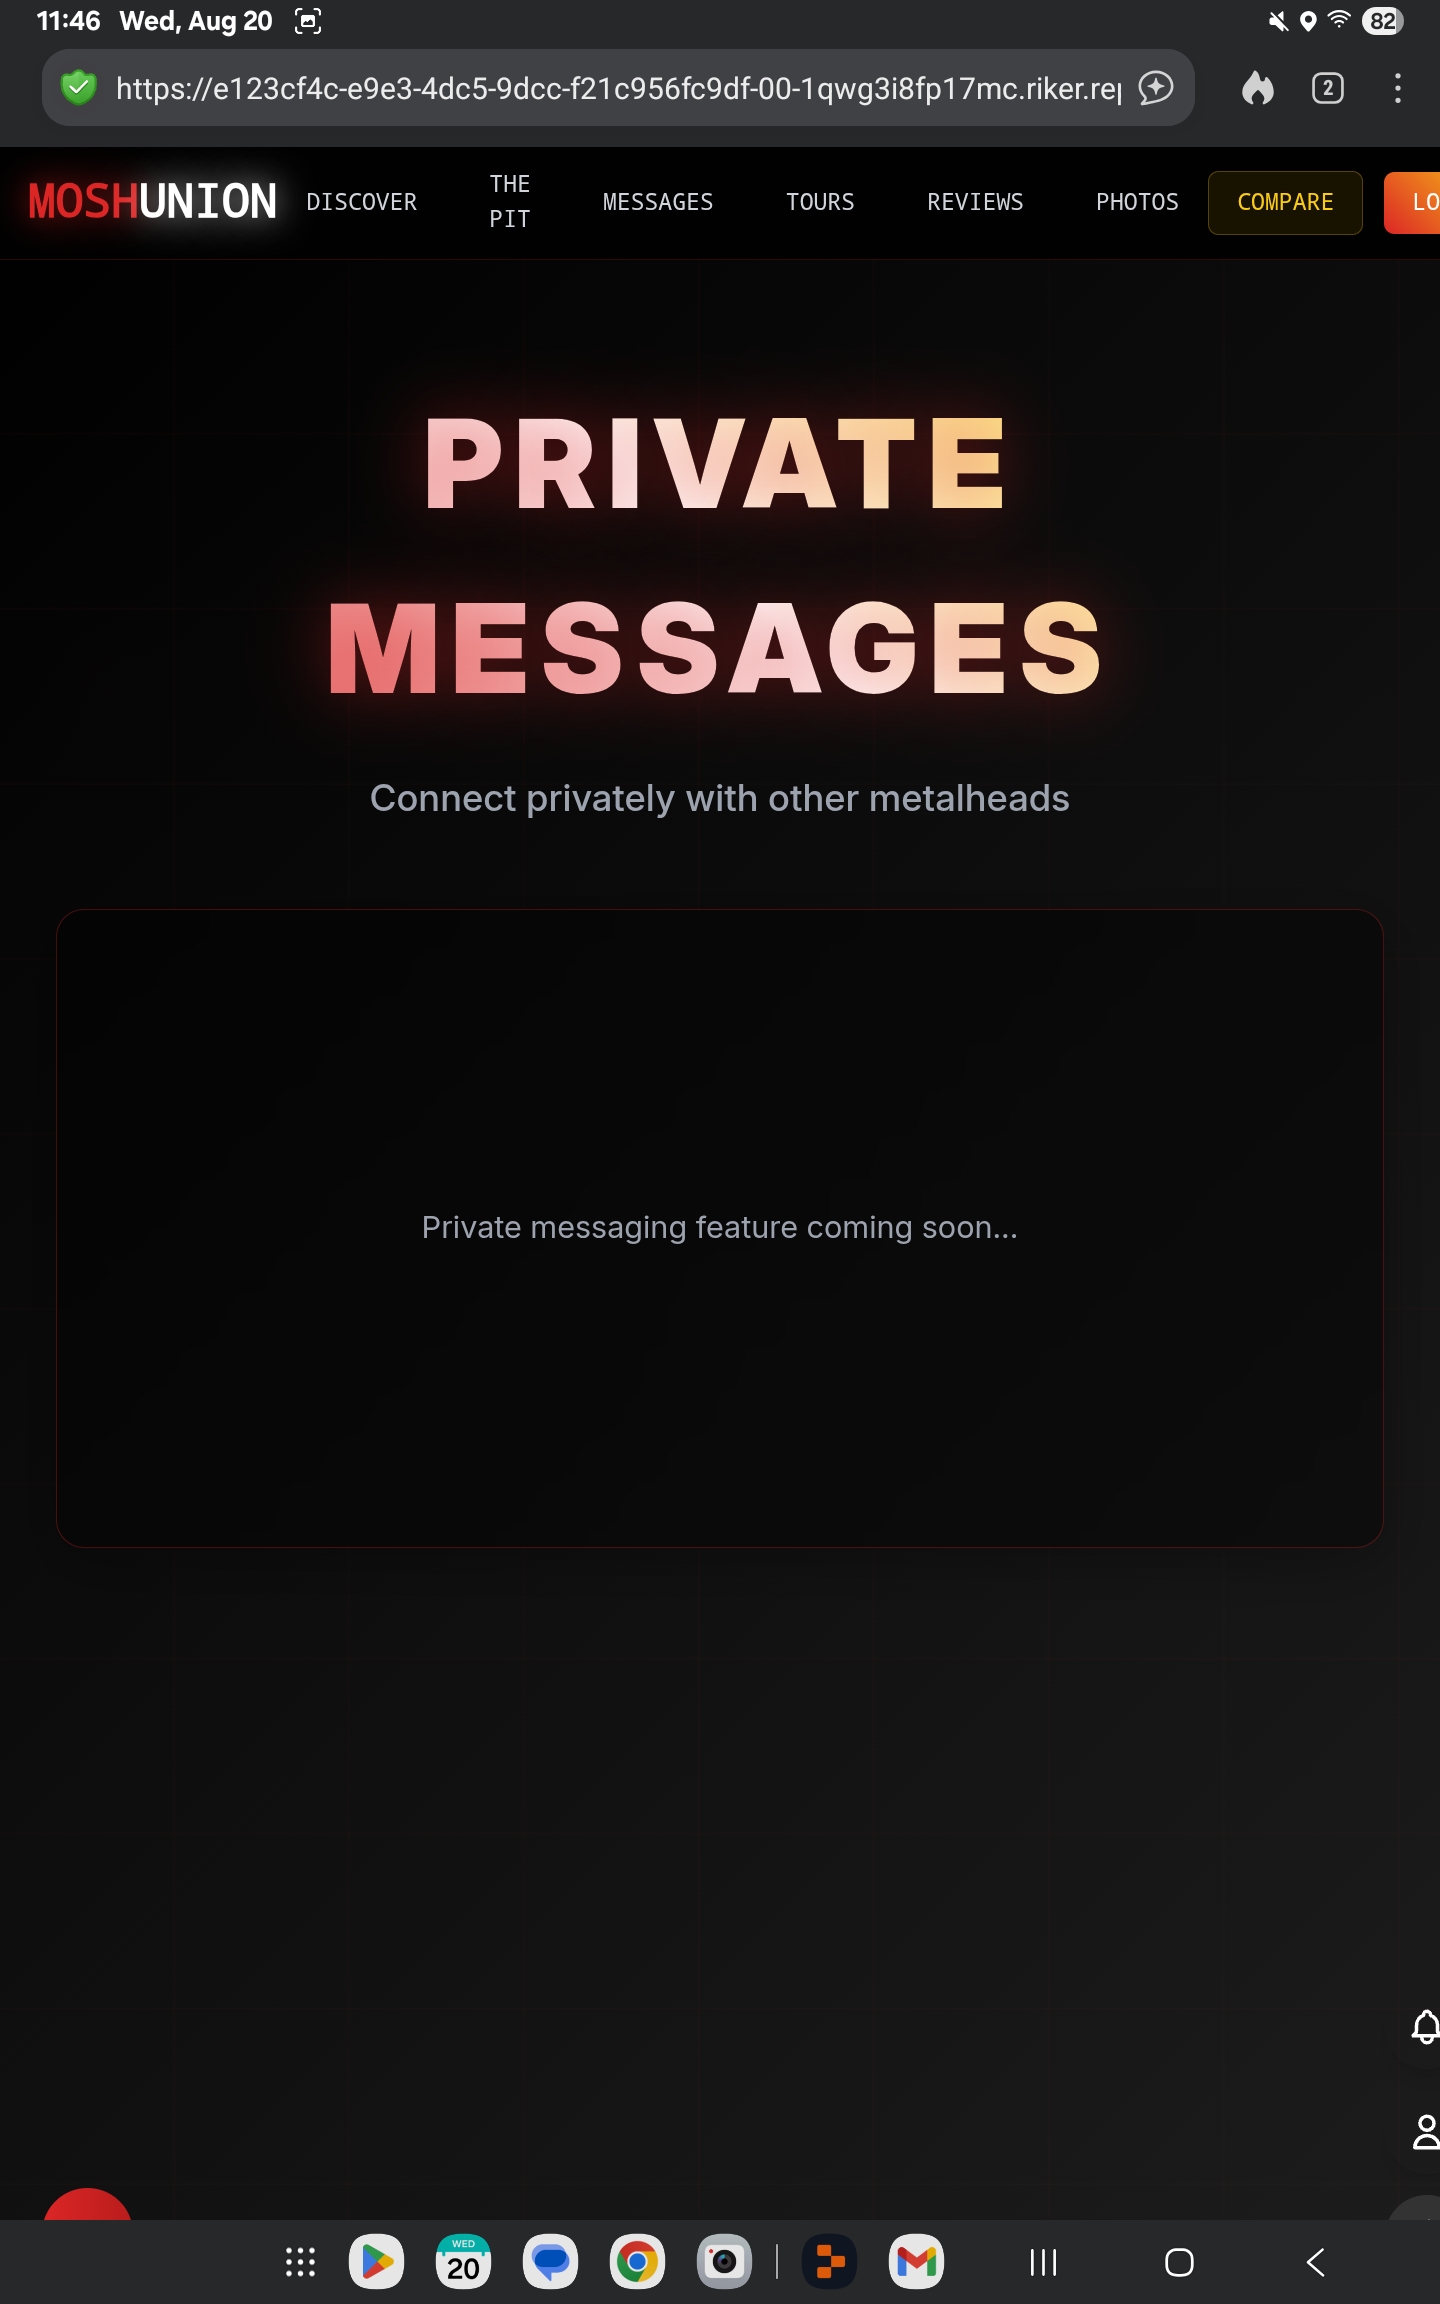 11:46 Wed, Aug 20 82
https://e123cf4c-e9e3-4dc5-9dcc-f21c956fc9df-00-1qwg3i8fp17mc.riker.rep
2
MOSHUNION DISCOVER THE PIT MESSAGES TOURS REVIEWS PHOTOS COMPARE LO
PRIVATE
MESSAGES
Connect privately with other metalheads
Private messaging feature coming soon...
WED
20